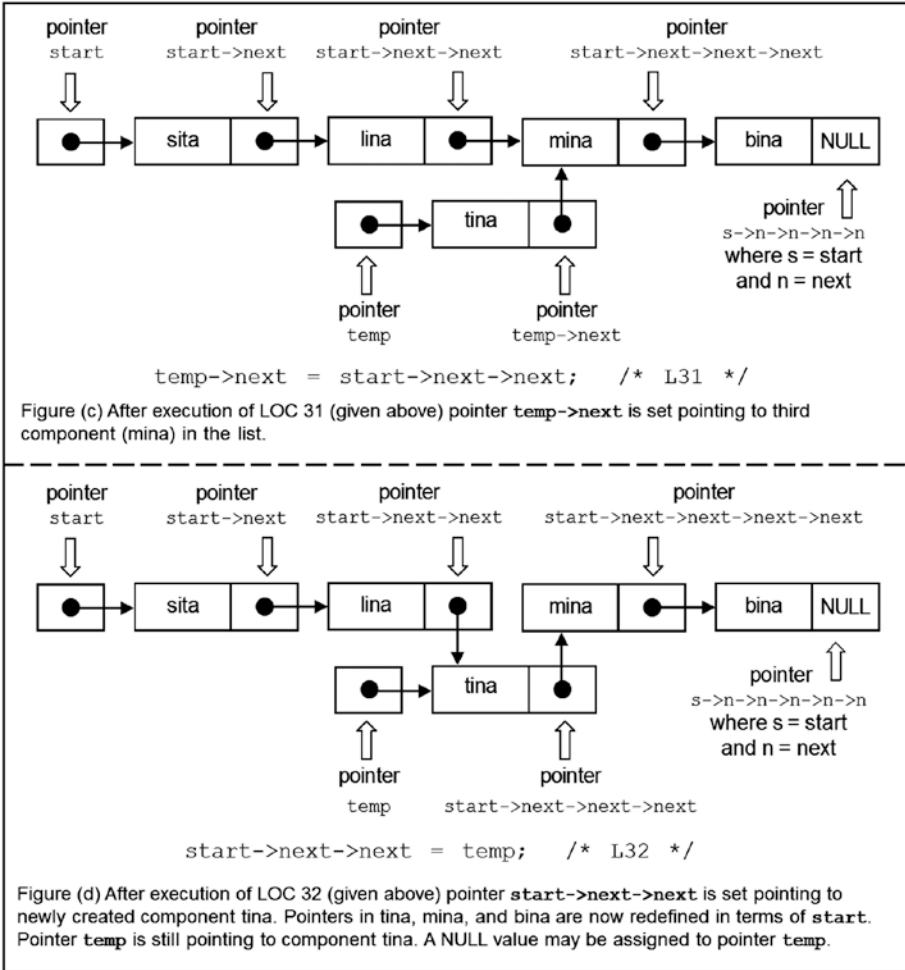 pointer pointer pointer pointer
start start->next start->next->next start->next->next->next
sita lina mina bina NULL
tina
pointer
s->n->n->n->n
where s = start
and n = next
pointer pointer
temp temp->next
temp->next = start->next->next; /* L31 */
Figure (c) After execution of LOC 31 (given above) pointer temp->next is set pointing to third
component (mina) in the list.
pointer pointer pointer pointer
start start->next start->next->next start->next->next->next->next
sita lina mina bina NULL
tina
pointer
s->n->n->n->n->n
where s = start
and n = next
pointer pointer
temp start->next->next->next
start->next->next = temp; /* L32 */
Figure (d) After execution of LOC 32 (given above) pointer start->next->next is set pointing to
newly created component tina. Pointers in tina, mina, and bina are now redefined in terms of start.
Pointer temp is still pointing to component tina. A NULL value may be assigned to pointer temp.